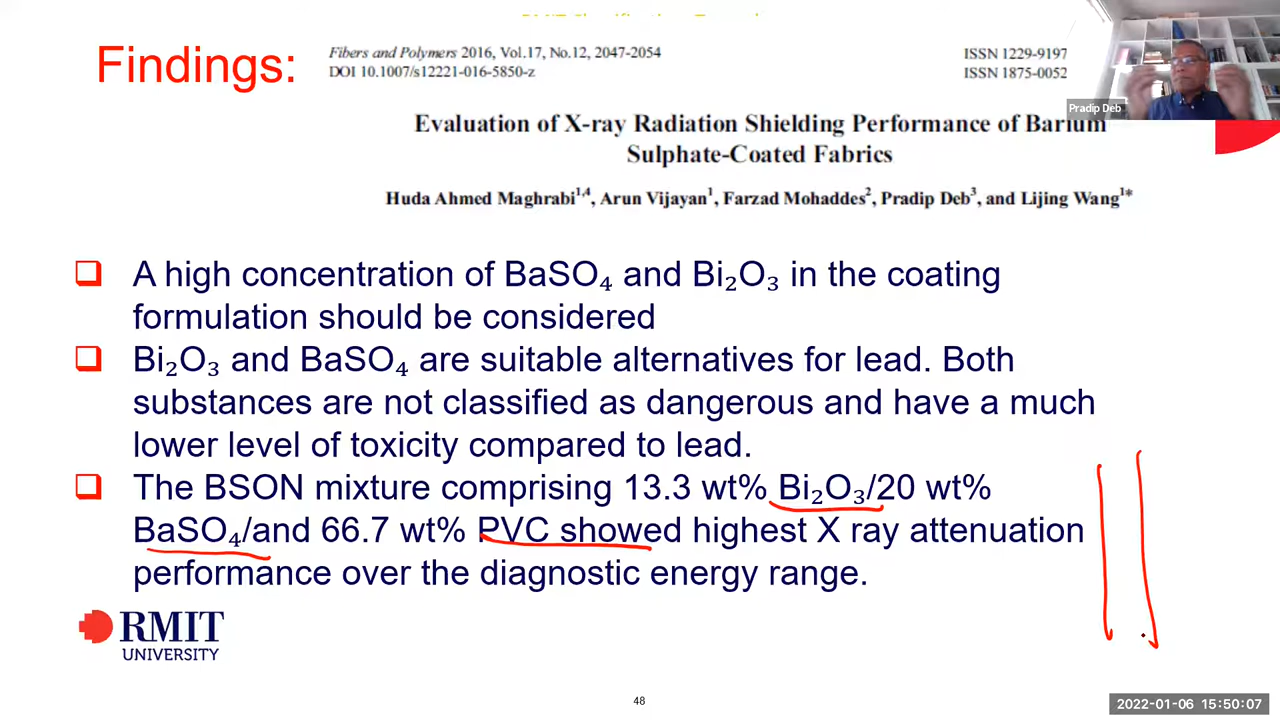 Findings:
Fibers and Polymers 2016, Vol.17, No.12, 2047-2054
DOI 10.1007/s12221-016-5850-z
ISSN 1229-9197
ISSN 1875-0052
Pradip Deb
Evaluation of X-ray Radiation Shielding Performance of Barium
Sulphate-Coated Fabrics
Huda Ahmed Maghrabi¹,⁴, Arun Vijayan¹, Farzad Mohaddes², Pradip Deb³, and Lijing Wang¹*
A high concentration of BaSO₄ and Bi₂O₃ in the coating
formulation should be considered
Bi₂O₃ and BaSO₄ are suitable alternatives for lead. Both
substances are not classified as dangerous and have a much
lower level of toxicity compared to lead.
The BSON mixture comprising 13.3 wt% Bi₂O₃/20 wt%
BaSO₄/and 66.7 wt% PVC showed highest X ray attenuation
performance over the diagnostic energy range.
RMIT
UNIVERSITY
48
2022-01-06 15:50:07